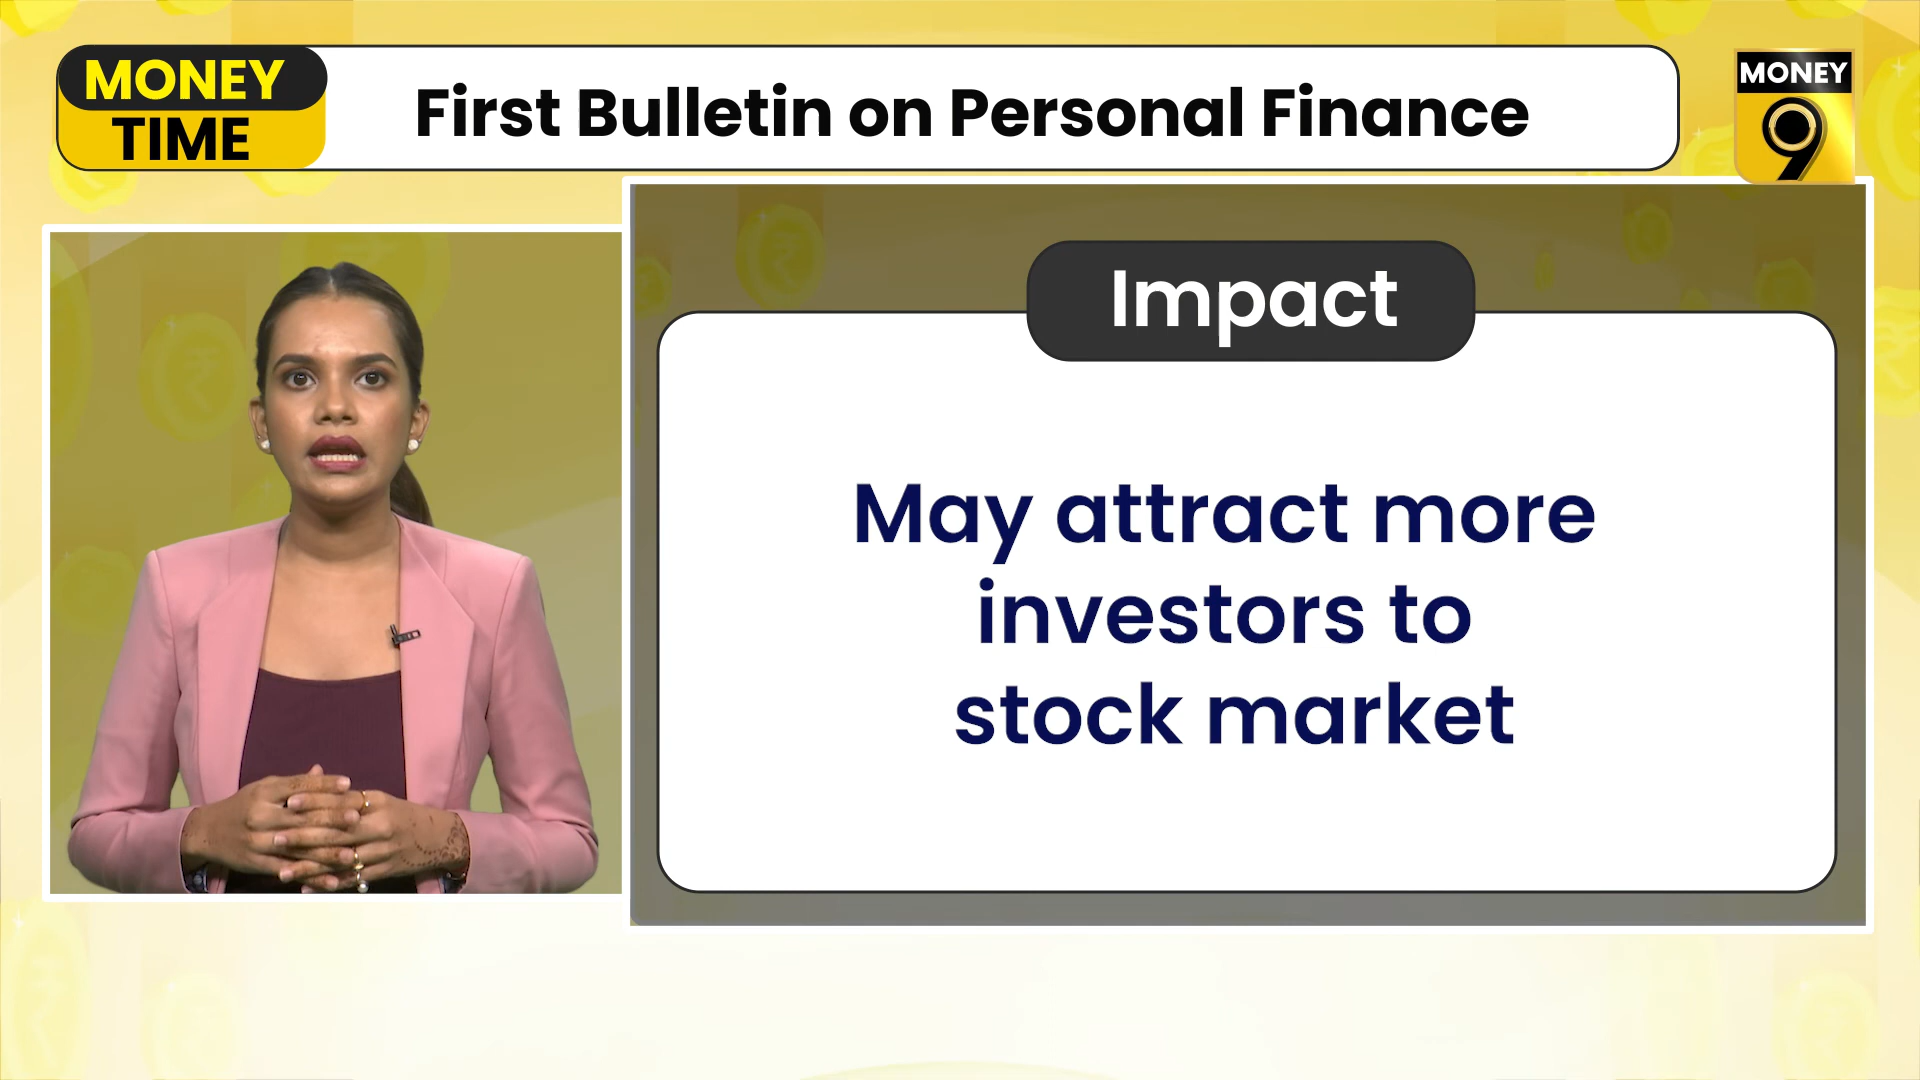 MONEY
TIME
First Bulletin on Personal Finance
MONEY
9
Impact
May attract more
investors to
stock market